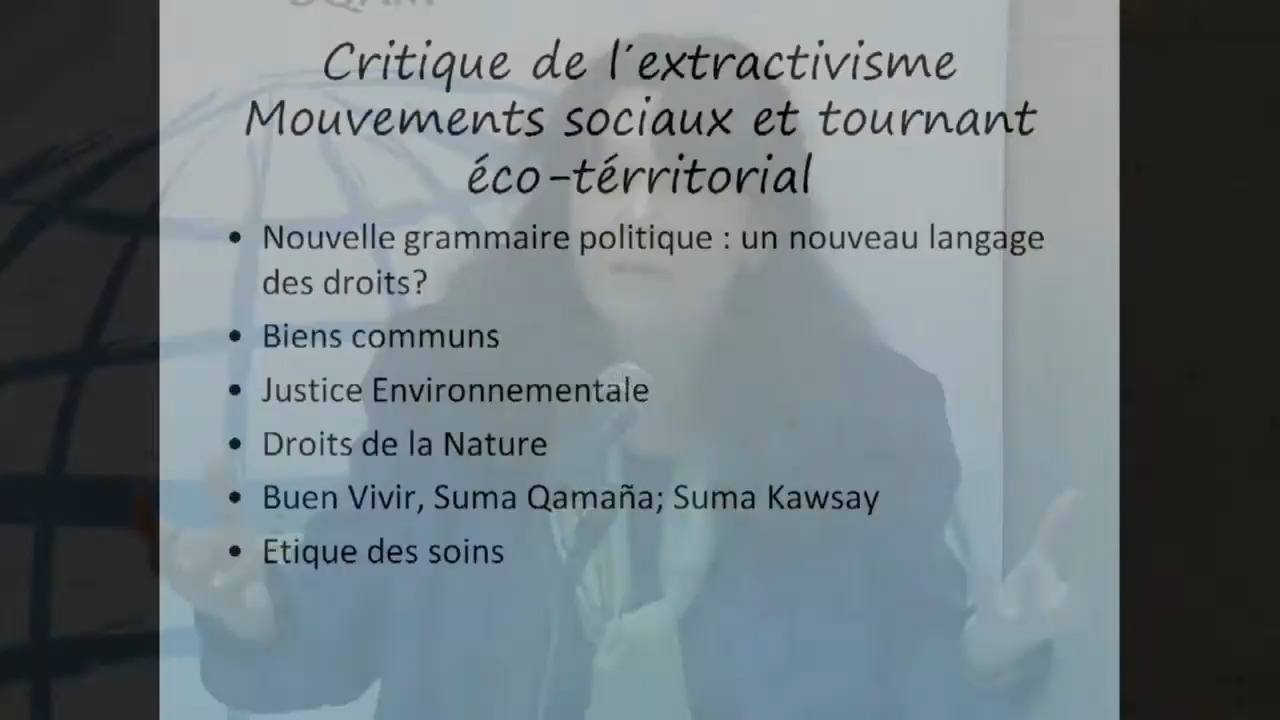 Critique de l´extractivisme
Mouvements sociaux et tournant
éco-térritorial
• Nouvelle grammaire politique : un nouveau langage
des droits?
• Biens communs
• Justice Environnementale
• Droits de la Nature
• Buen Vivir, Suma Qamaña; Suma Kawsay
• Etique des soins